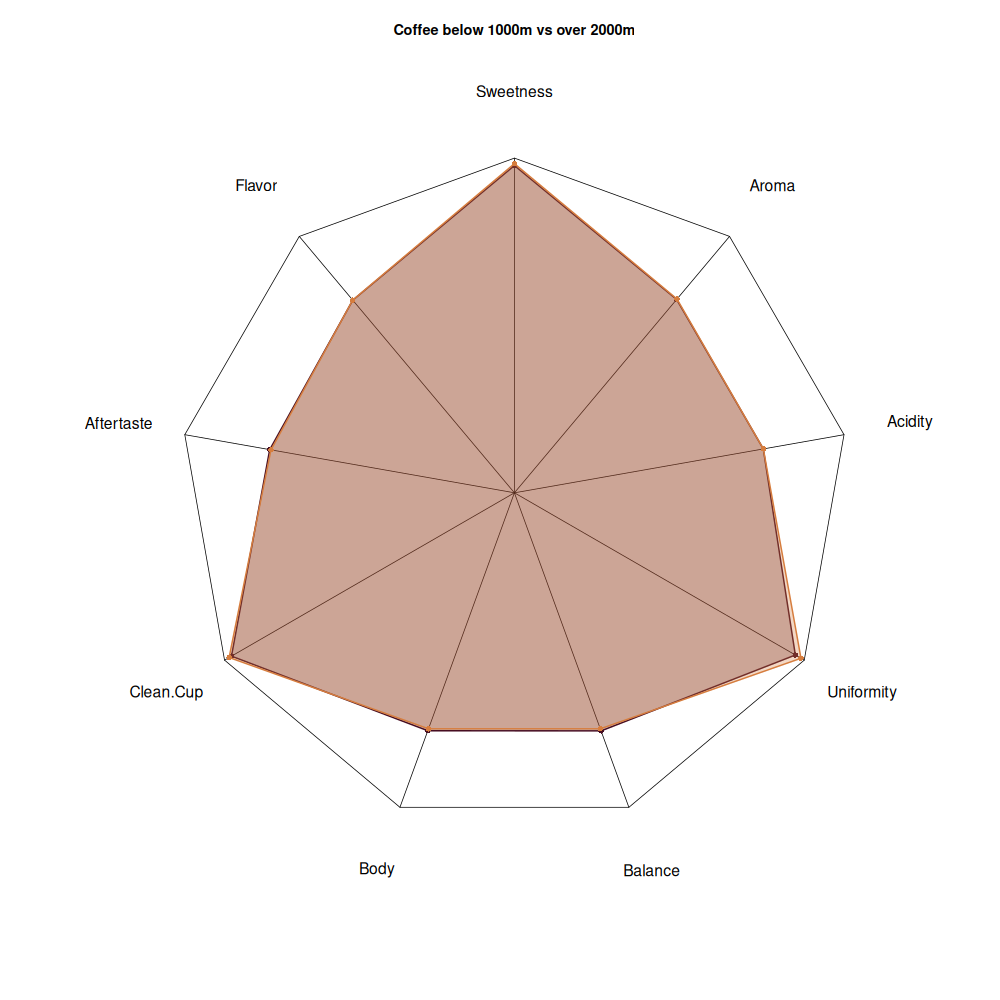 Coffee below 1000m vs over 2000m
Sweetness
Flavor
Aroma
Aftertaste
Acidity
Clean.Cup
Uniformity
Body
Balance